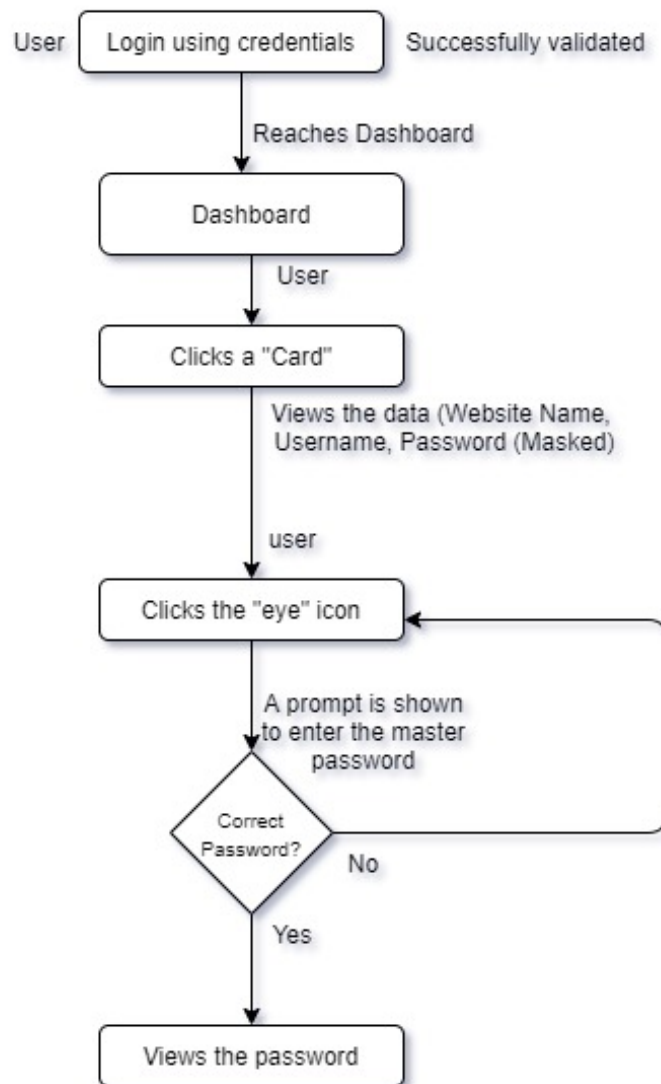 User
Login using credentials
Successfully validated
Reaches Dashboard
Dashboard
User
Clicks a "Card"
Views the data (Website Name,
Username, Password (Masked)
user
Clicks the "eye" icon
A prompt is shown
to enter the master
password
Correct
Password?
No
Yes
Views the password